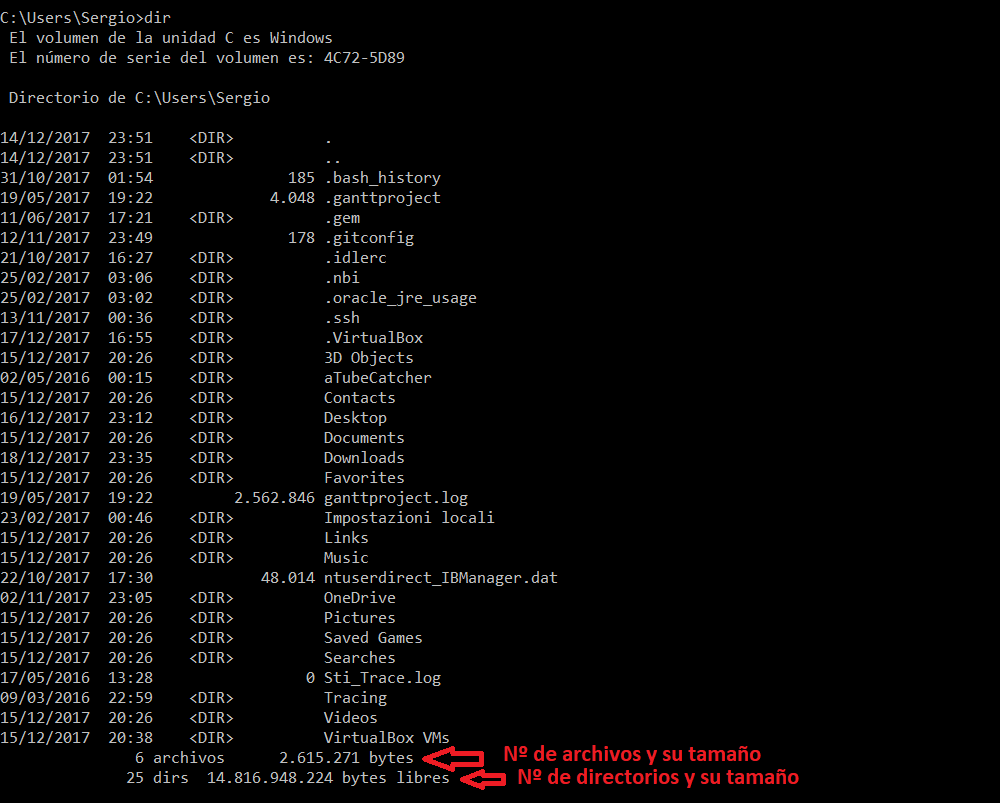 C:\Users\Sergio>dir
El volumen de la unidad C es Windows
El número de serie del volumen es: 4C72-5D89
Directorio de C:\Users\Sergio
14/12/2017 23:51 <DIR> .
14/12/2017 23:51 <DIR> ..
31/10/2017 01:54 185 .bash_history
19/05/2017 19:22 4.048 .ganttproject
11/06/2017 17:21 <DIR> .gem
12/11/2017 23:49 178 .gitconfig
21/10/2017 16:27 <DIR> .idlerc
25/02/2017 03:06 <DIR> .nbi
25/02/2017 03:02 <DIR> .oracle_jre_usage
13/11/2017 00:36 <DIR> .ssh
17/12/2017 16:55 <DIR> .VirtualBox
15/12/2017 20:26 <DIR> 3D Objects
02/05/2016 00:15 <DIR> aTubeCatcher
15/12/2017 20:26 <DIR> Contacts
16/12/2017 23:12 <DIR> Desktop
15/12/2017 20:26 <DIR> Documents
18/12/2017 23:35 <DIR> Downloads
15/12/2017 20:26 <DIR> Favorites
19/05/2017 19:22 2.562.846 ganttproject.log
23/02/2017 00:46 <DIR> Impostazioni locali
15/12/2017 20:26 <DIR> Links
15/12/2017 20:26 <DIR> Music
22/10/2017 17:30 48.014 ntuserdirect_IBManager.dat
02/11/2017 23:05 <DIR> OneDrive
15/12/2017 20:26 <DIR> Pictures
15/12/2017 20:26 <DIR> Saved Games
15/12/2017 20:26 <DIR> Searches
17/05/2016 13:28 0 Sti_Trace.log
09/03/2016 22:59 <DIR> Tracing
15/12/2017 20:26 <DIR> Videos
15/12/2017 20:38 <DIR> VirtualBox VMs
6 archivos 2.615.271 bytes Nº de archivos y su tamaño
25 dirs 14.816.948.224 bytes libres Nº de directorios y su tamaño